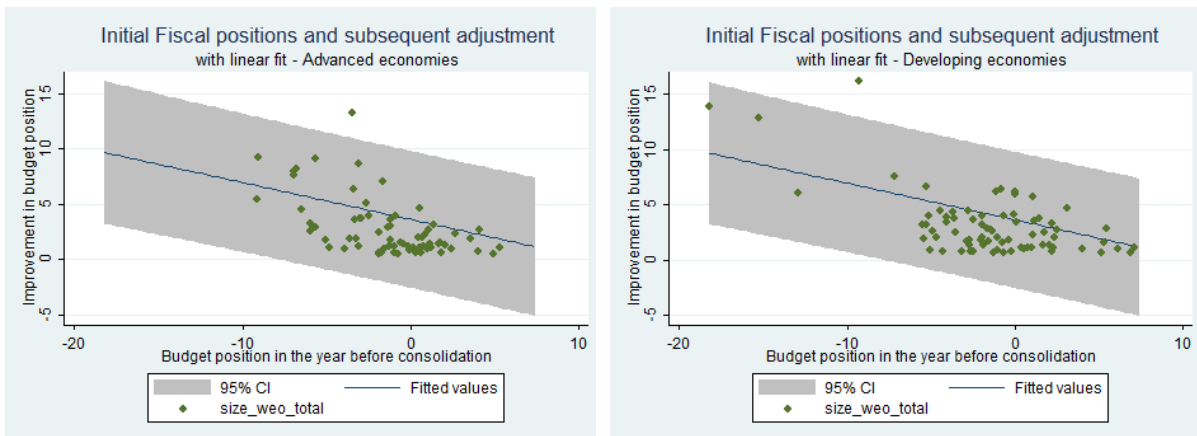 Initial Fiscal positions and subsequent adjustment
with linear fit - Advanced economies
Improvement in budget position
15
10
5
0
-5
-20
-10
0
10
Budget position in the year before consolidation
95% CI
Fitted values
size_weo_total
Initial Fiscal positions and subsequent adjustment
with linear fit - Developing economies
Improvement in budget position
15
10
5
0
-5
-20
-10
0
10
Budget position in the year before consolidation
95% CI
Fitted values
size_weo_total